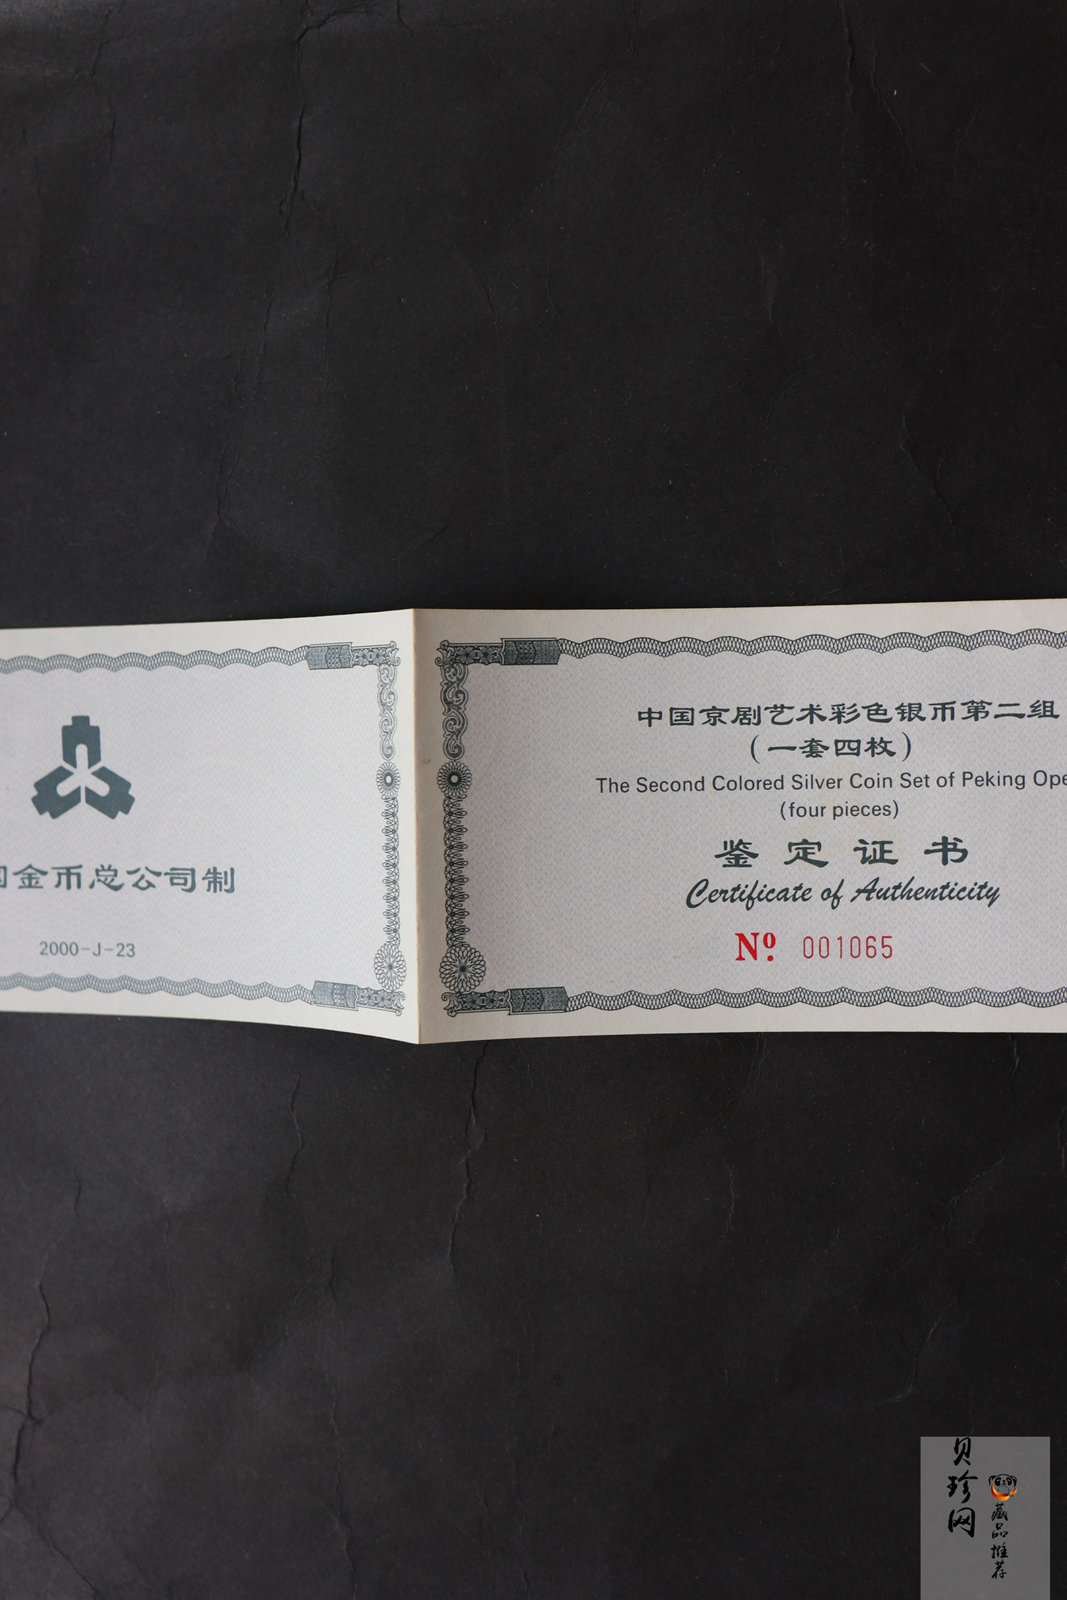 金币总公司制
2000-J-23
中国京剧艺术彩色银币第二组
(一套四枚)
The Second Colored Silver Coin Set of Peking Ope
(four pieces)
鉴定证书
Certificate of Authenticity
Nº 001065
贝珍网
藏品推荐